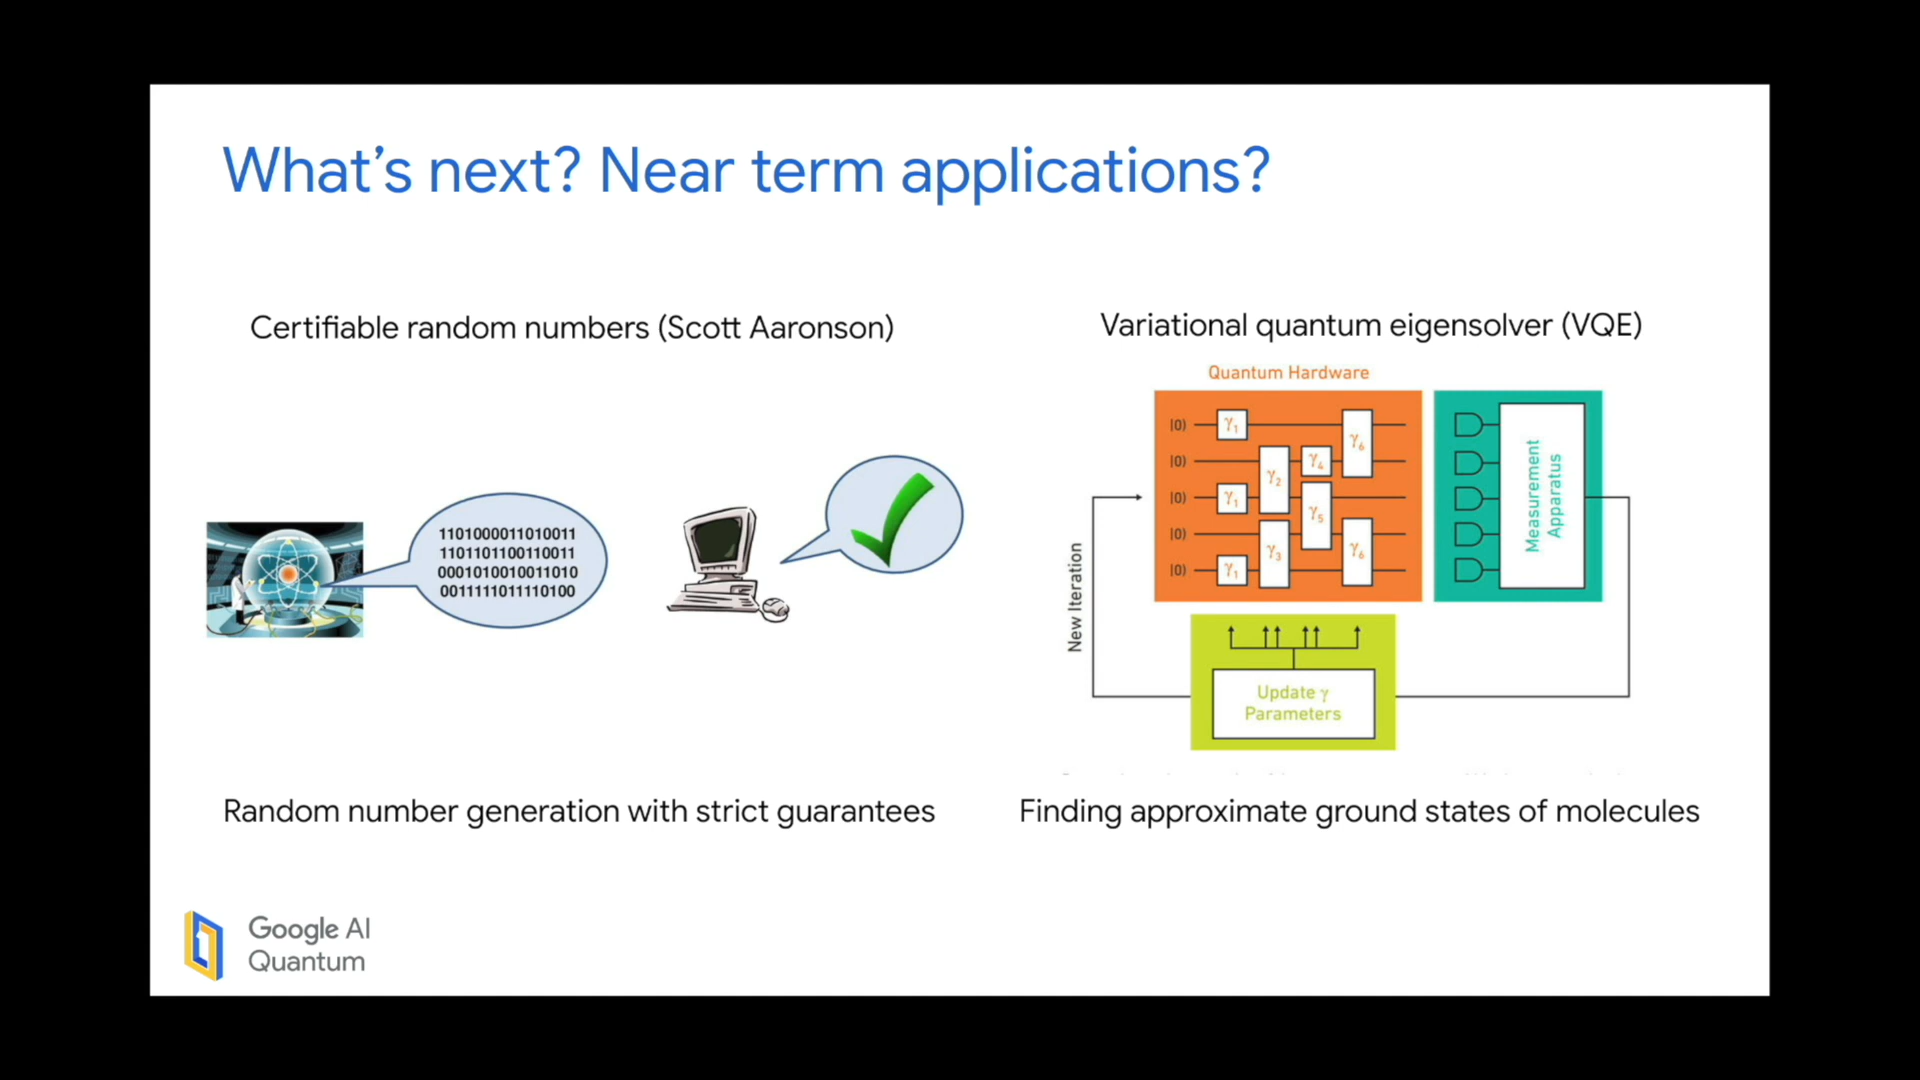 What's next? Near term applications?
Certifiable random numbers (Scott Aaronson)
1101000011010011
1101101100110011
0001010010011010
0011111011110100
Random number generation with strict guarantees
Variational quantum eigensolver (VQE)
Quantum Hardware
|0⟩ γ1 γ6
|0⟩ γ2 γ4
|0⟩ γ1 γ5
|0⟩ γ3 γ6
|0⟩ γ1
Measurement
Apparatus
New Iteration
Update γ
Parameters
Finding approximate ground states of molecules
Google AI
Quantum